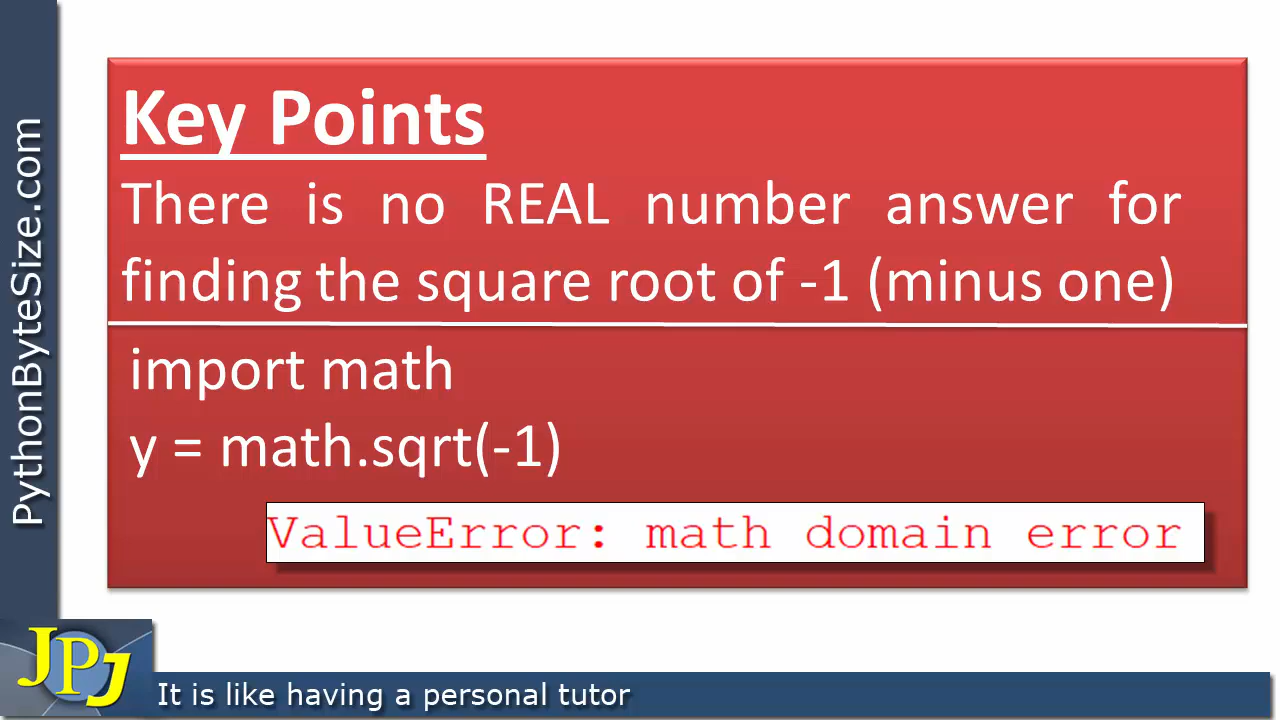 PythonByteSize.com
Key Points
There is no REAL number answer for
finding the square root of -1 (minus one)
import math
y = math.sqrt(-1)
ValueError: math domain error
JPJ
It is like having a personal tutor